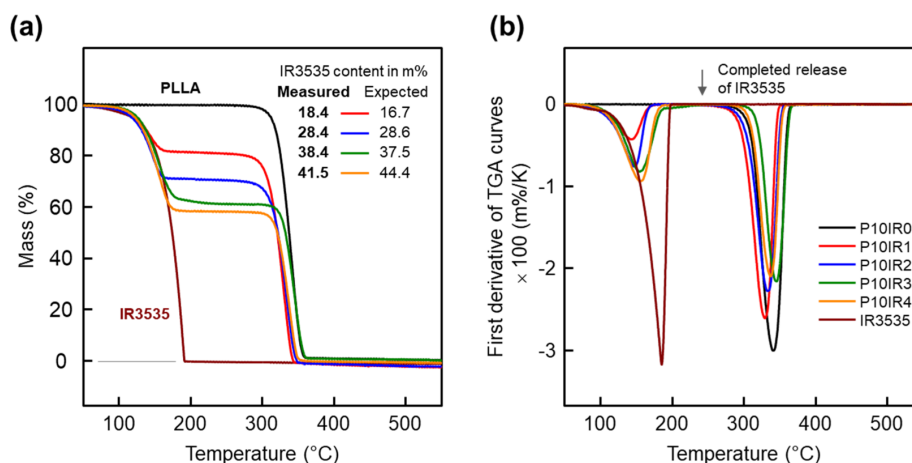 (a)
IR3535 content in m%
PLLA
Measured Expected
18.4 16.7
28.4 28.6
38.4 37.5
41.5 44.4
IR3535
100
80
60
40
20
0
Mass (%)
100 200 300 400 500
Temperature (°C)
(b)
Completed release
of IR3535
0
-1
-2
-3
First derivative of TGA curves
× 100 (m%/K)
P10IR0
P10IR1
P10IR2
P10IR3
P10IR4
IR3535
100 200 300 400 500
Temperature (°C)